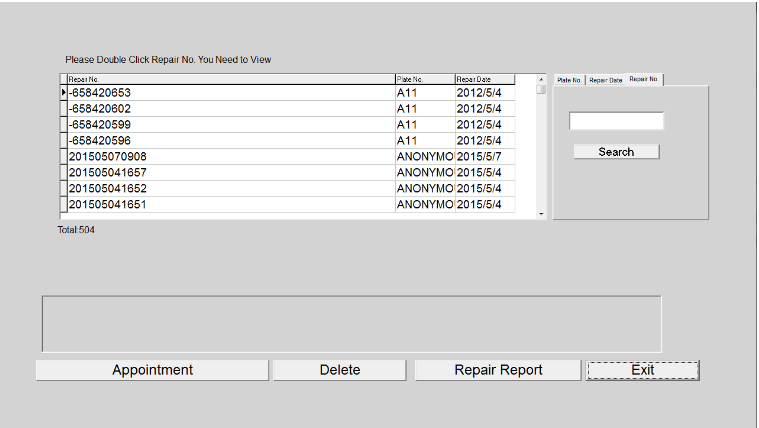 Please Double Click Repair No. You Need to View
Repair No. Plate No. Repair Date
-658420653 A11 2012/5/4
-658420602 A11 2012/5/4
-658420599 A11 2012/5/4
-658420596 A11 2012/5/4
201505070908 ANONYMO 2015/5/7
201505041657 ANONYMO 2015/5/4
201505041652 ANONYMO 2015/5/4
201505041651 ANONYMO 2015/5/4
Total:504
Plate No. Repair Date Repair No.
Search
Appointment Delete Repair Report Exit